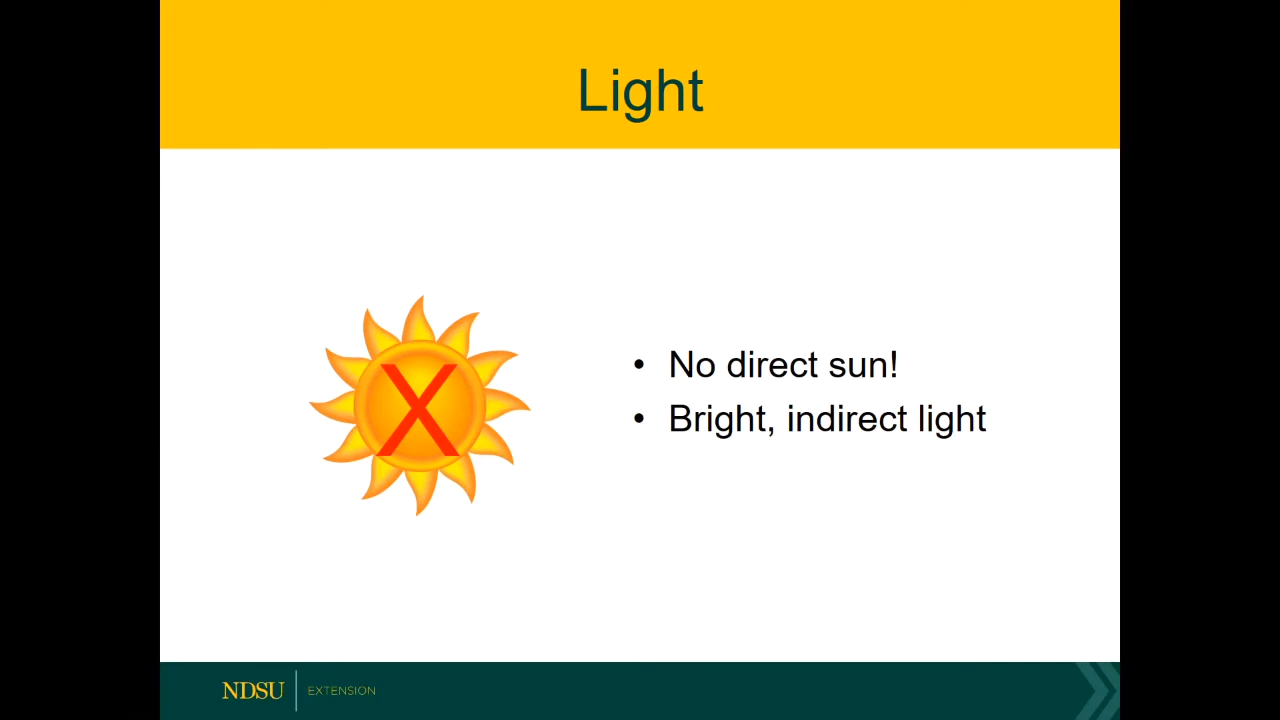 Light
X
• No direct sun!
• Bright, indirect light
NDSU EXTENSION